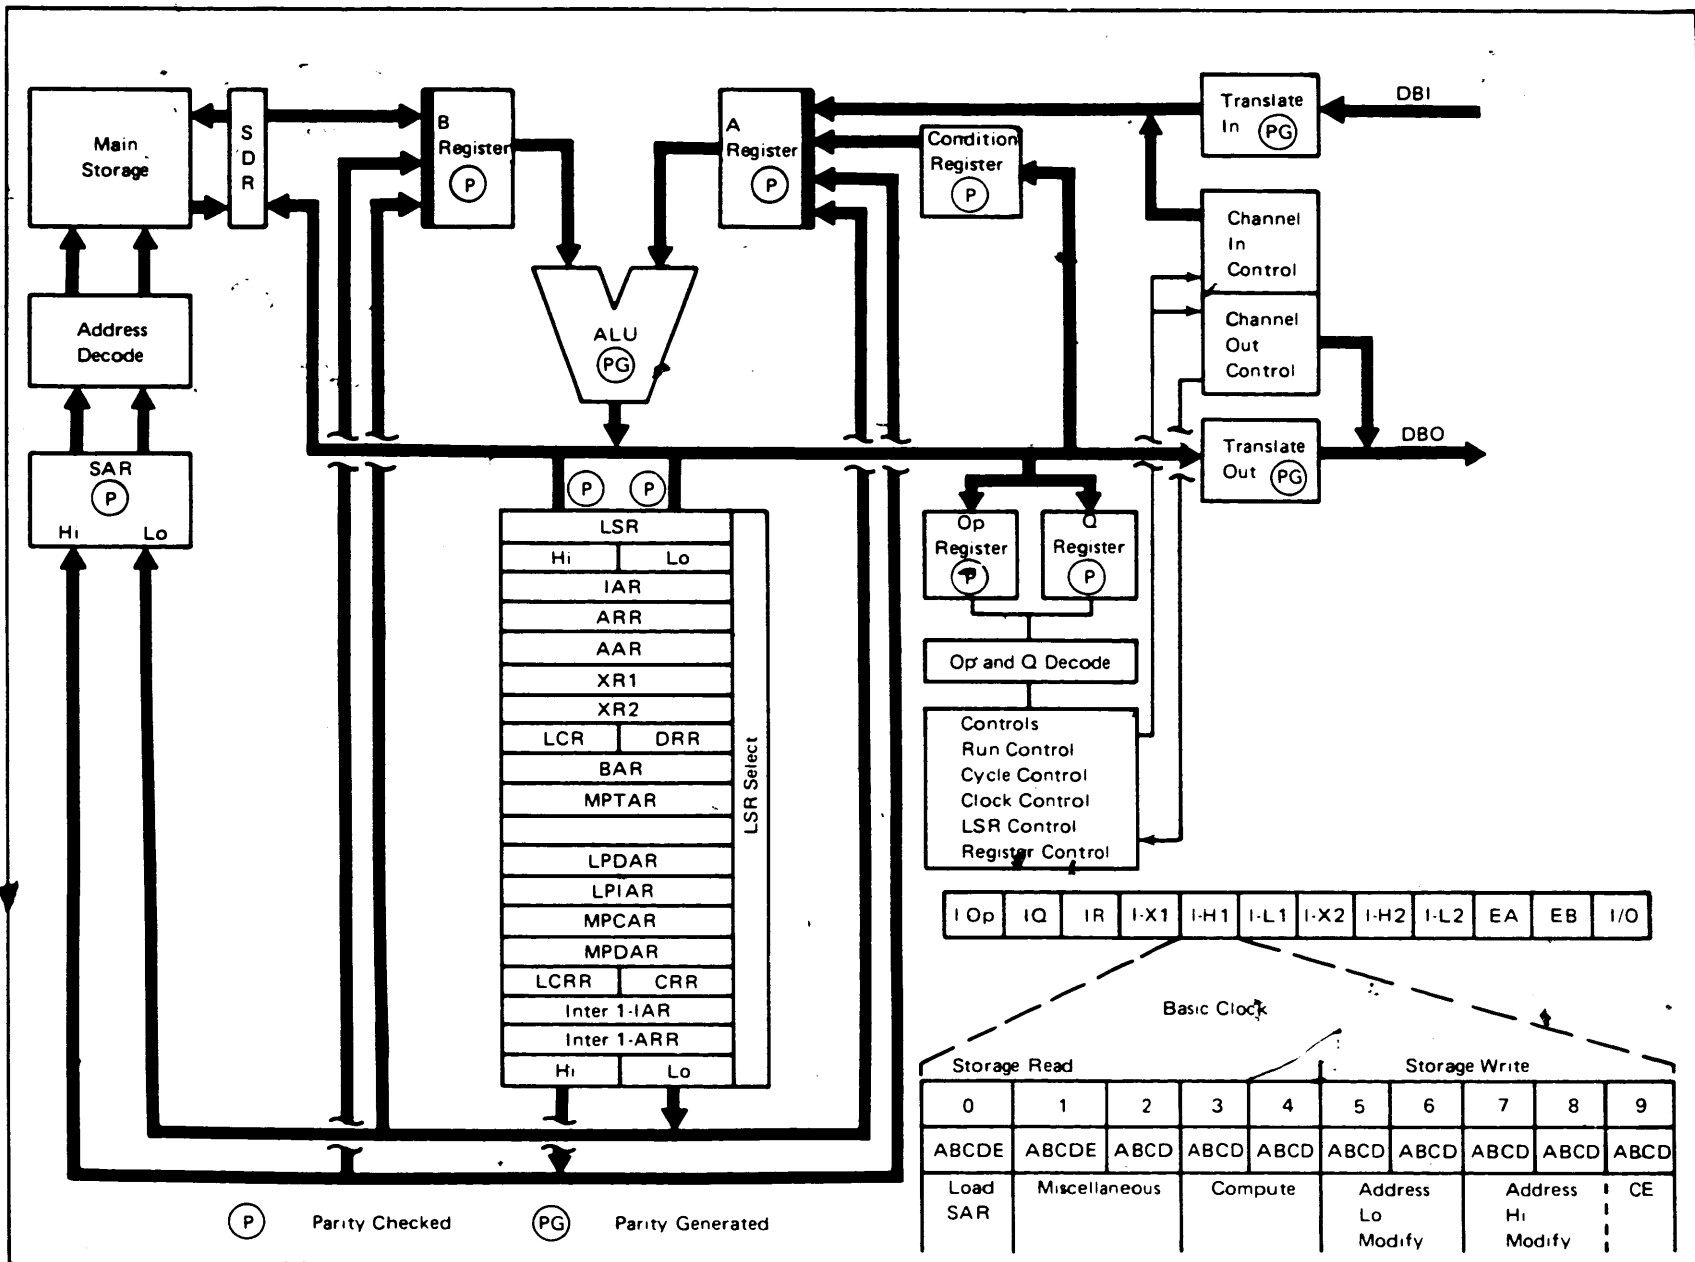 Main
Storage
S
D
R
B
Register
P
A
Register
P
Condition
Register
P
Translate
In
PG
DBI
Channel
In
Control
Channel
Out
Control
Address
Decode
ALU
PG
SAR
P
Hi
Lo
Translate
Out
PG
DBO
P
P
LSR
Hi
Lo
IAR
ARR
AAR
XR1
XR2
LCR
DRR
BAR
MPTAR
LPDAR
LPIAR
MPCAR
MPDAR
LCRR
CRR
Inter 1-IAR
Inter 1-ARR
Hi
Lo
LSR Select
Op
Register
P
Q
Register
P
Op and Q Decode
Controls
Run Control
Cycle Control
Clock Control
LSR Control
Register Control
I Op IQ IR I-X1 I-H1 I-L1 I-X2 I-H2 I-L2 EA EB I/O
Basic Clock
Storage Read
Storage Write
0 1 2 3 4 5 6 7 8 9
ABCDE ABCDE ABCD ABCD ABCD ABCD ABCD ABCD ABCD ABCD
Load
SAR
Miscellaneous
Compute
Address
Lo
Modify
Address
Hi
Modify
CE
P Parity Checked
PG Parity Generated